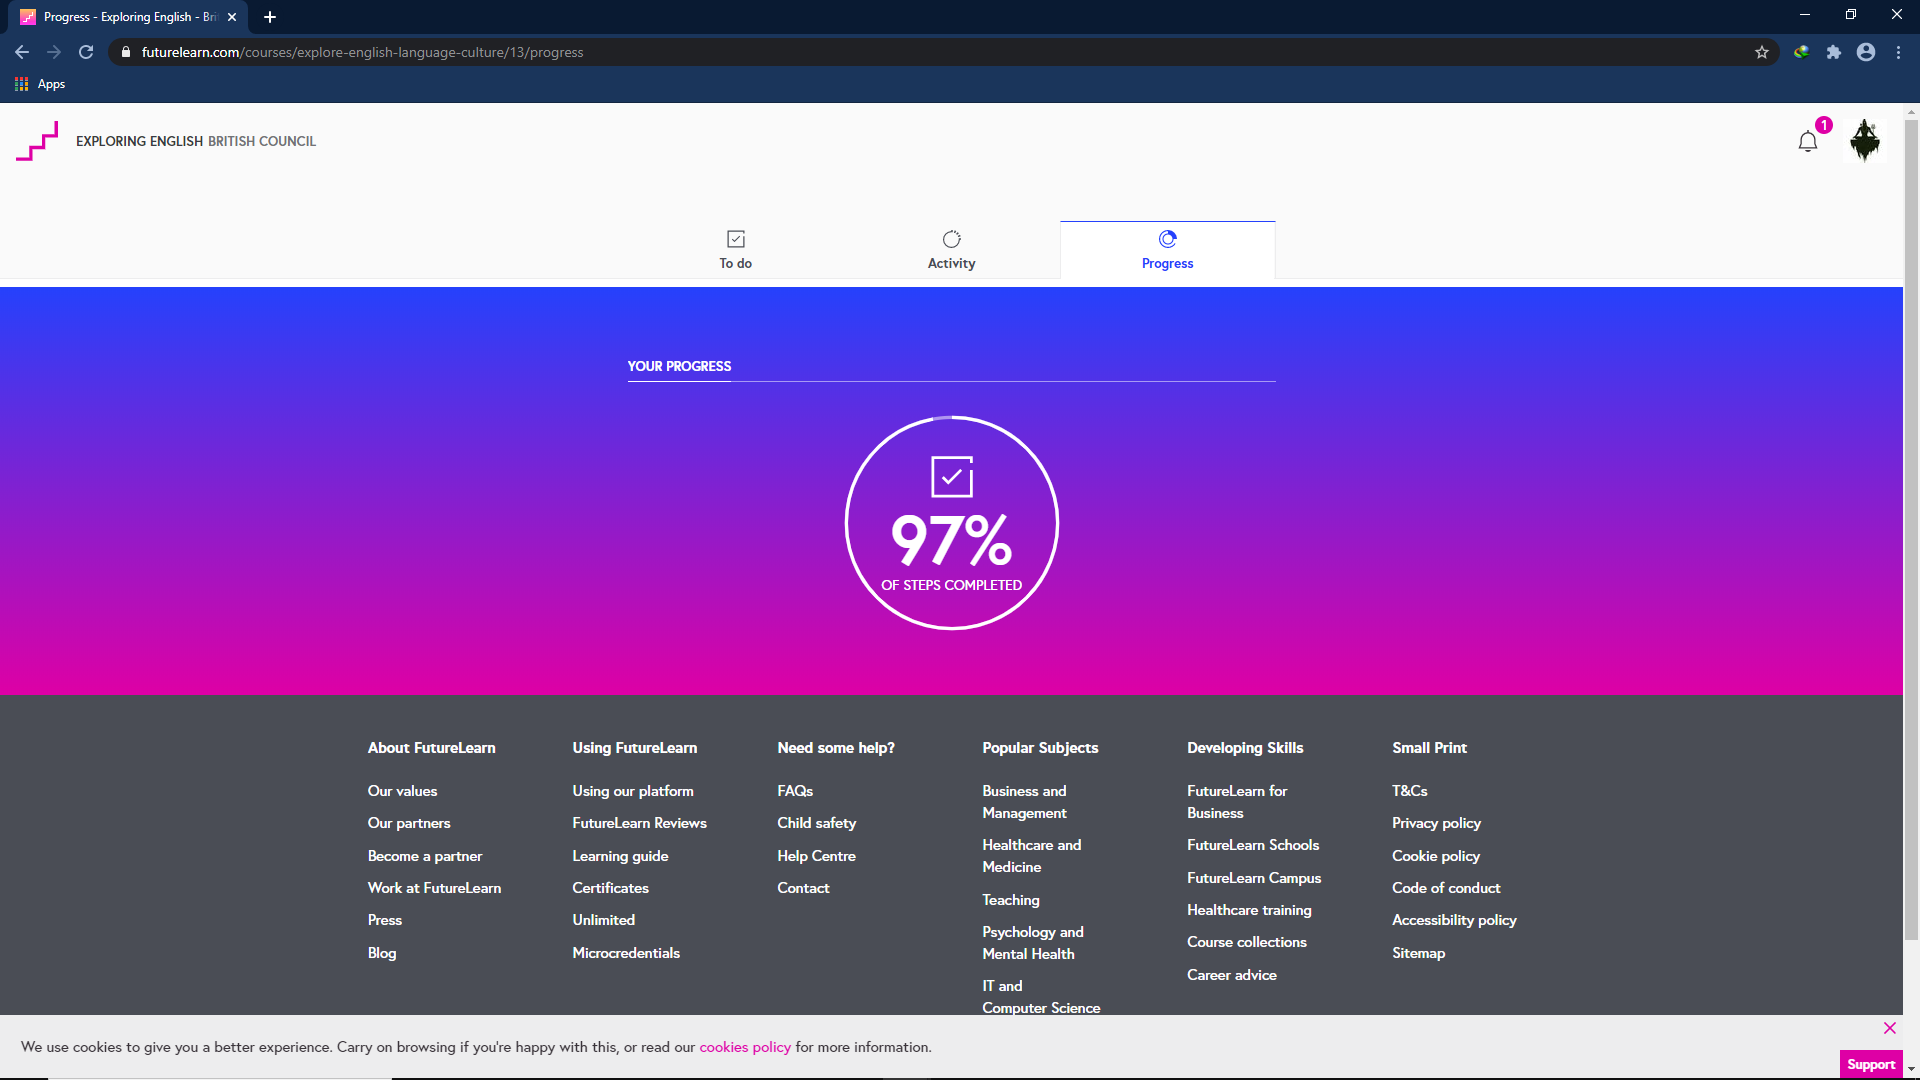 Progress - Exploring English - Bri
futurelearn.com/courses/explore-english-language-culture/13/progress
Apps
EXPLORING ENGLISH BRITISH COUNCIL
1
To do
Activity
Progress
YOUR PROGRESS
97%
OF STEPS COMPLETED
About FutureLearn
Our values
Our partners
Become a partner
Work at FutureLearn
Press
Blog
Using FutureLearn
Using our platform
FutureLearn Reviews
Learning guide
Certificates
Unlimited
Microcredentials
Need some help?
FAQs
Child safety
Help Centre
Contact
Popular Subjects
Business and
Management
Healthcare and
Medicine
Teaching
Psychology and
Mental Health
IT and
Computer Science
Developing Skills
FutureLearn for
Business
FutureLearn Schools
FutureLearn Campus
Healthcare training
Course collections
Career advice
Small Print
T&Cs
Privacy policy
Cookie policy
Code of conduct
Accessibility policy
Sitemap
We use cookies to give you a better experience. Carry on browsing if you're happy with this, or read our cookies policy for more information.
Support